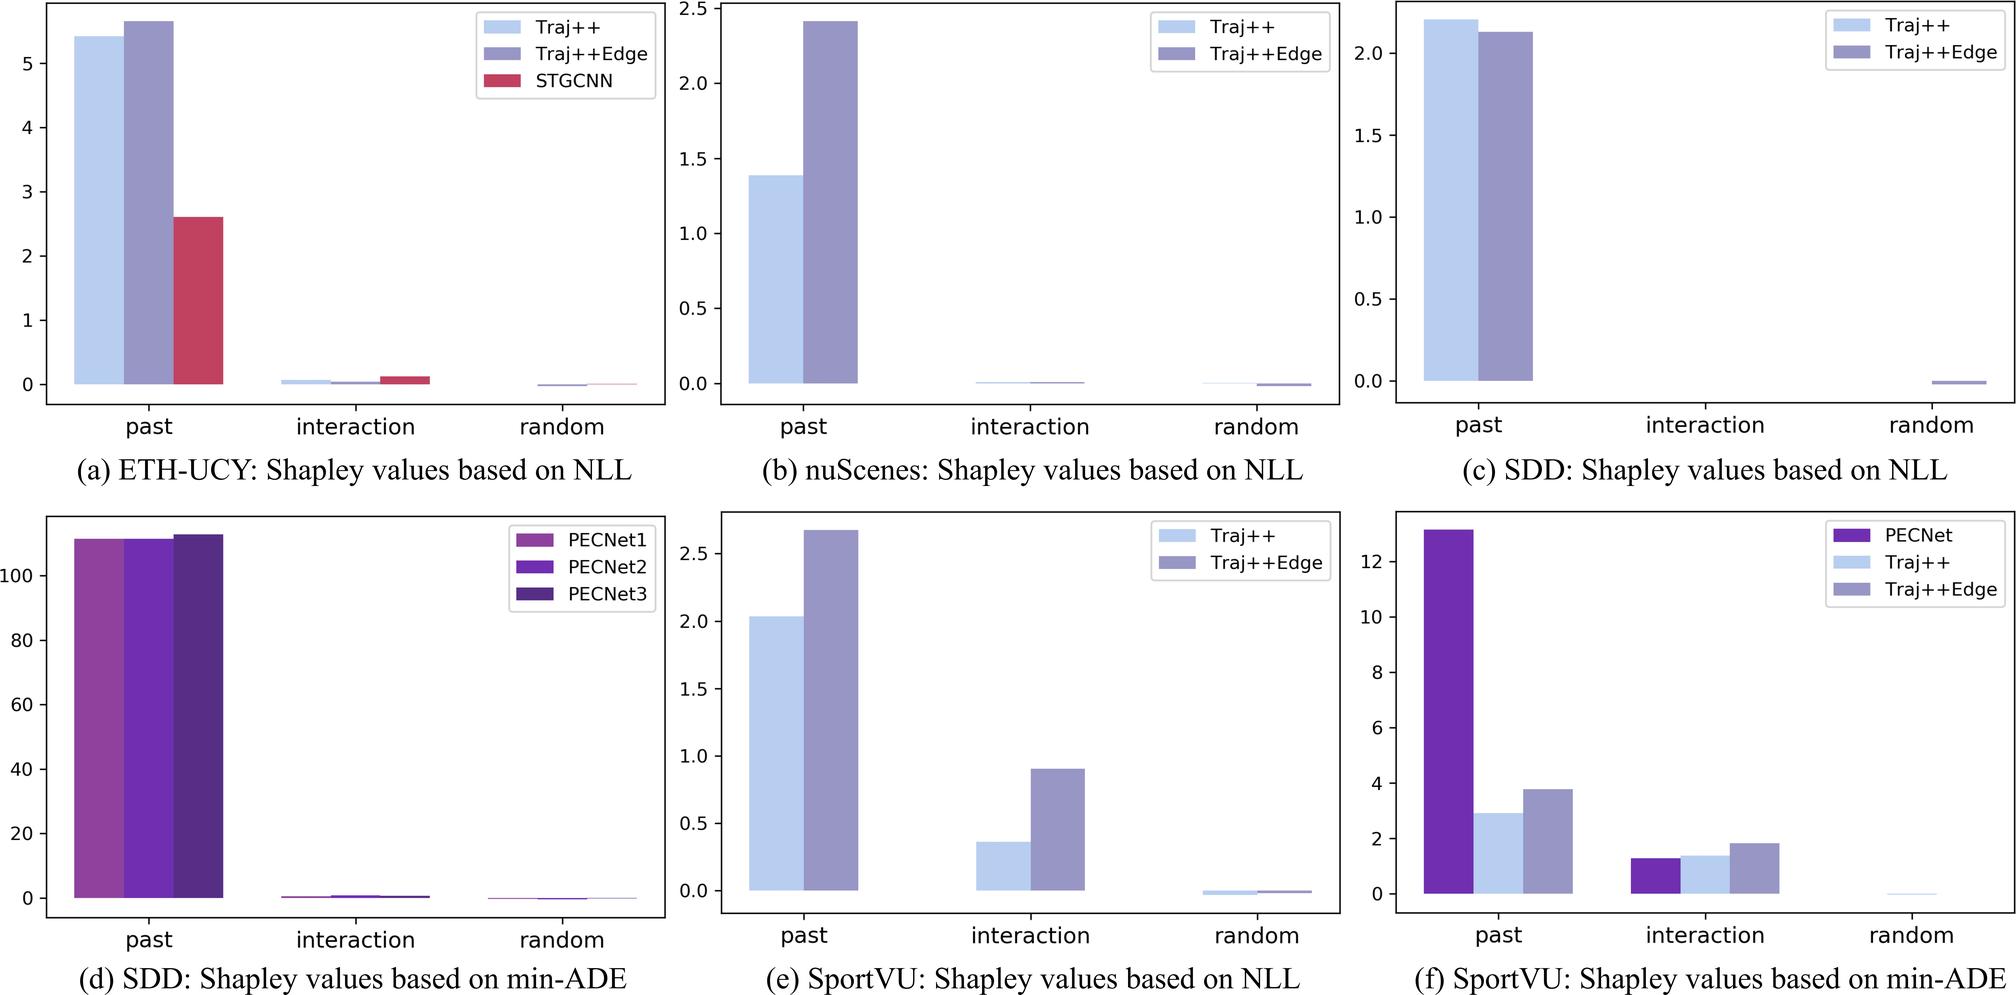 5
4
3
2
1
0
Traj++
Traj++Edge
STGCNN
past interaction random
(a) ETH-UCY: Shapley values based on NLL
2.5
2.0
1.5
1.0
0.5
0.0
Traj++
Traj++Edge
past interaction random
(b) nuScenes: Shapley values based on NLL
2.0
1.5
1.0
0.5
0.0
Traj++
Traj++Edge
past interaction random
(c) SDD: Shapley values based on NLL
100
80
60
40
20
0
PECNet1
PECNet2
PECNet3
past interaction random
(d) SDD: Shapley values based on min-ADE
2.5
2.0
1.5
1.0
0.5
0.0
Traj++
Traj++Edge
past interaction random
(e) SportVU: Shapley values based on NLL
12
10
8
6
4
2
0
PECNet
Traj++
Traj++Edge
past interaction random
(f) SportVU: Shapley values based on min-ADE